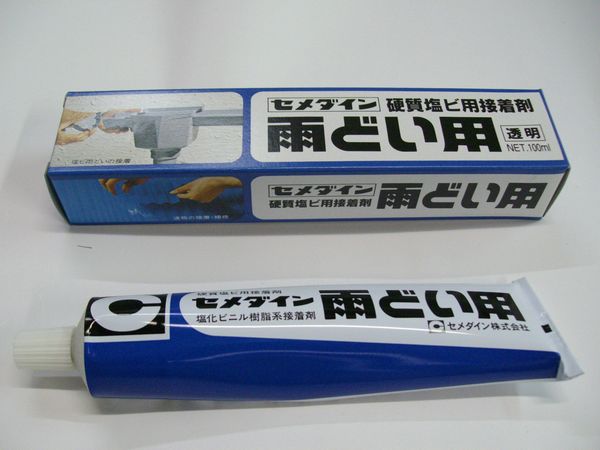 セメダイン 硬質塩ビ用接着剤
雨どい用 透明
NET.100ml
塩ビ雨どいの接着
セメダイン
硬質塩ビ用接着剤 雨どい用
硬質塩ビ用接着剤
セメダイン 雨どい用
塩化ビニル樹脂系接着剤
C セメダイン株式会社